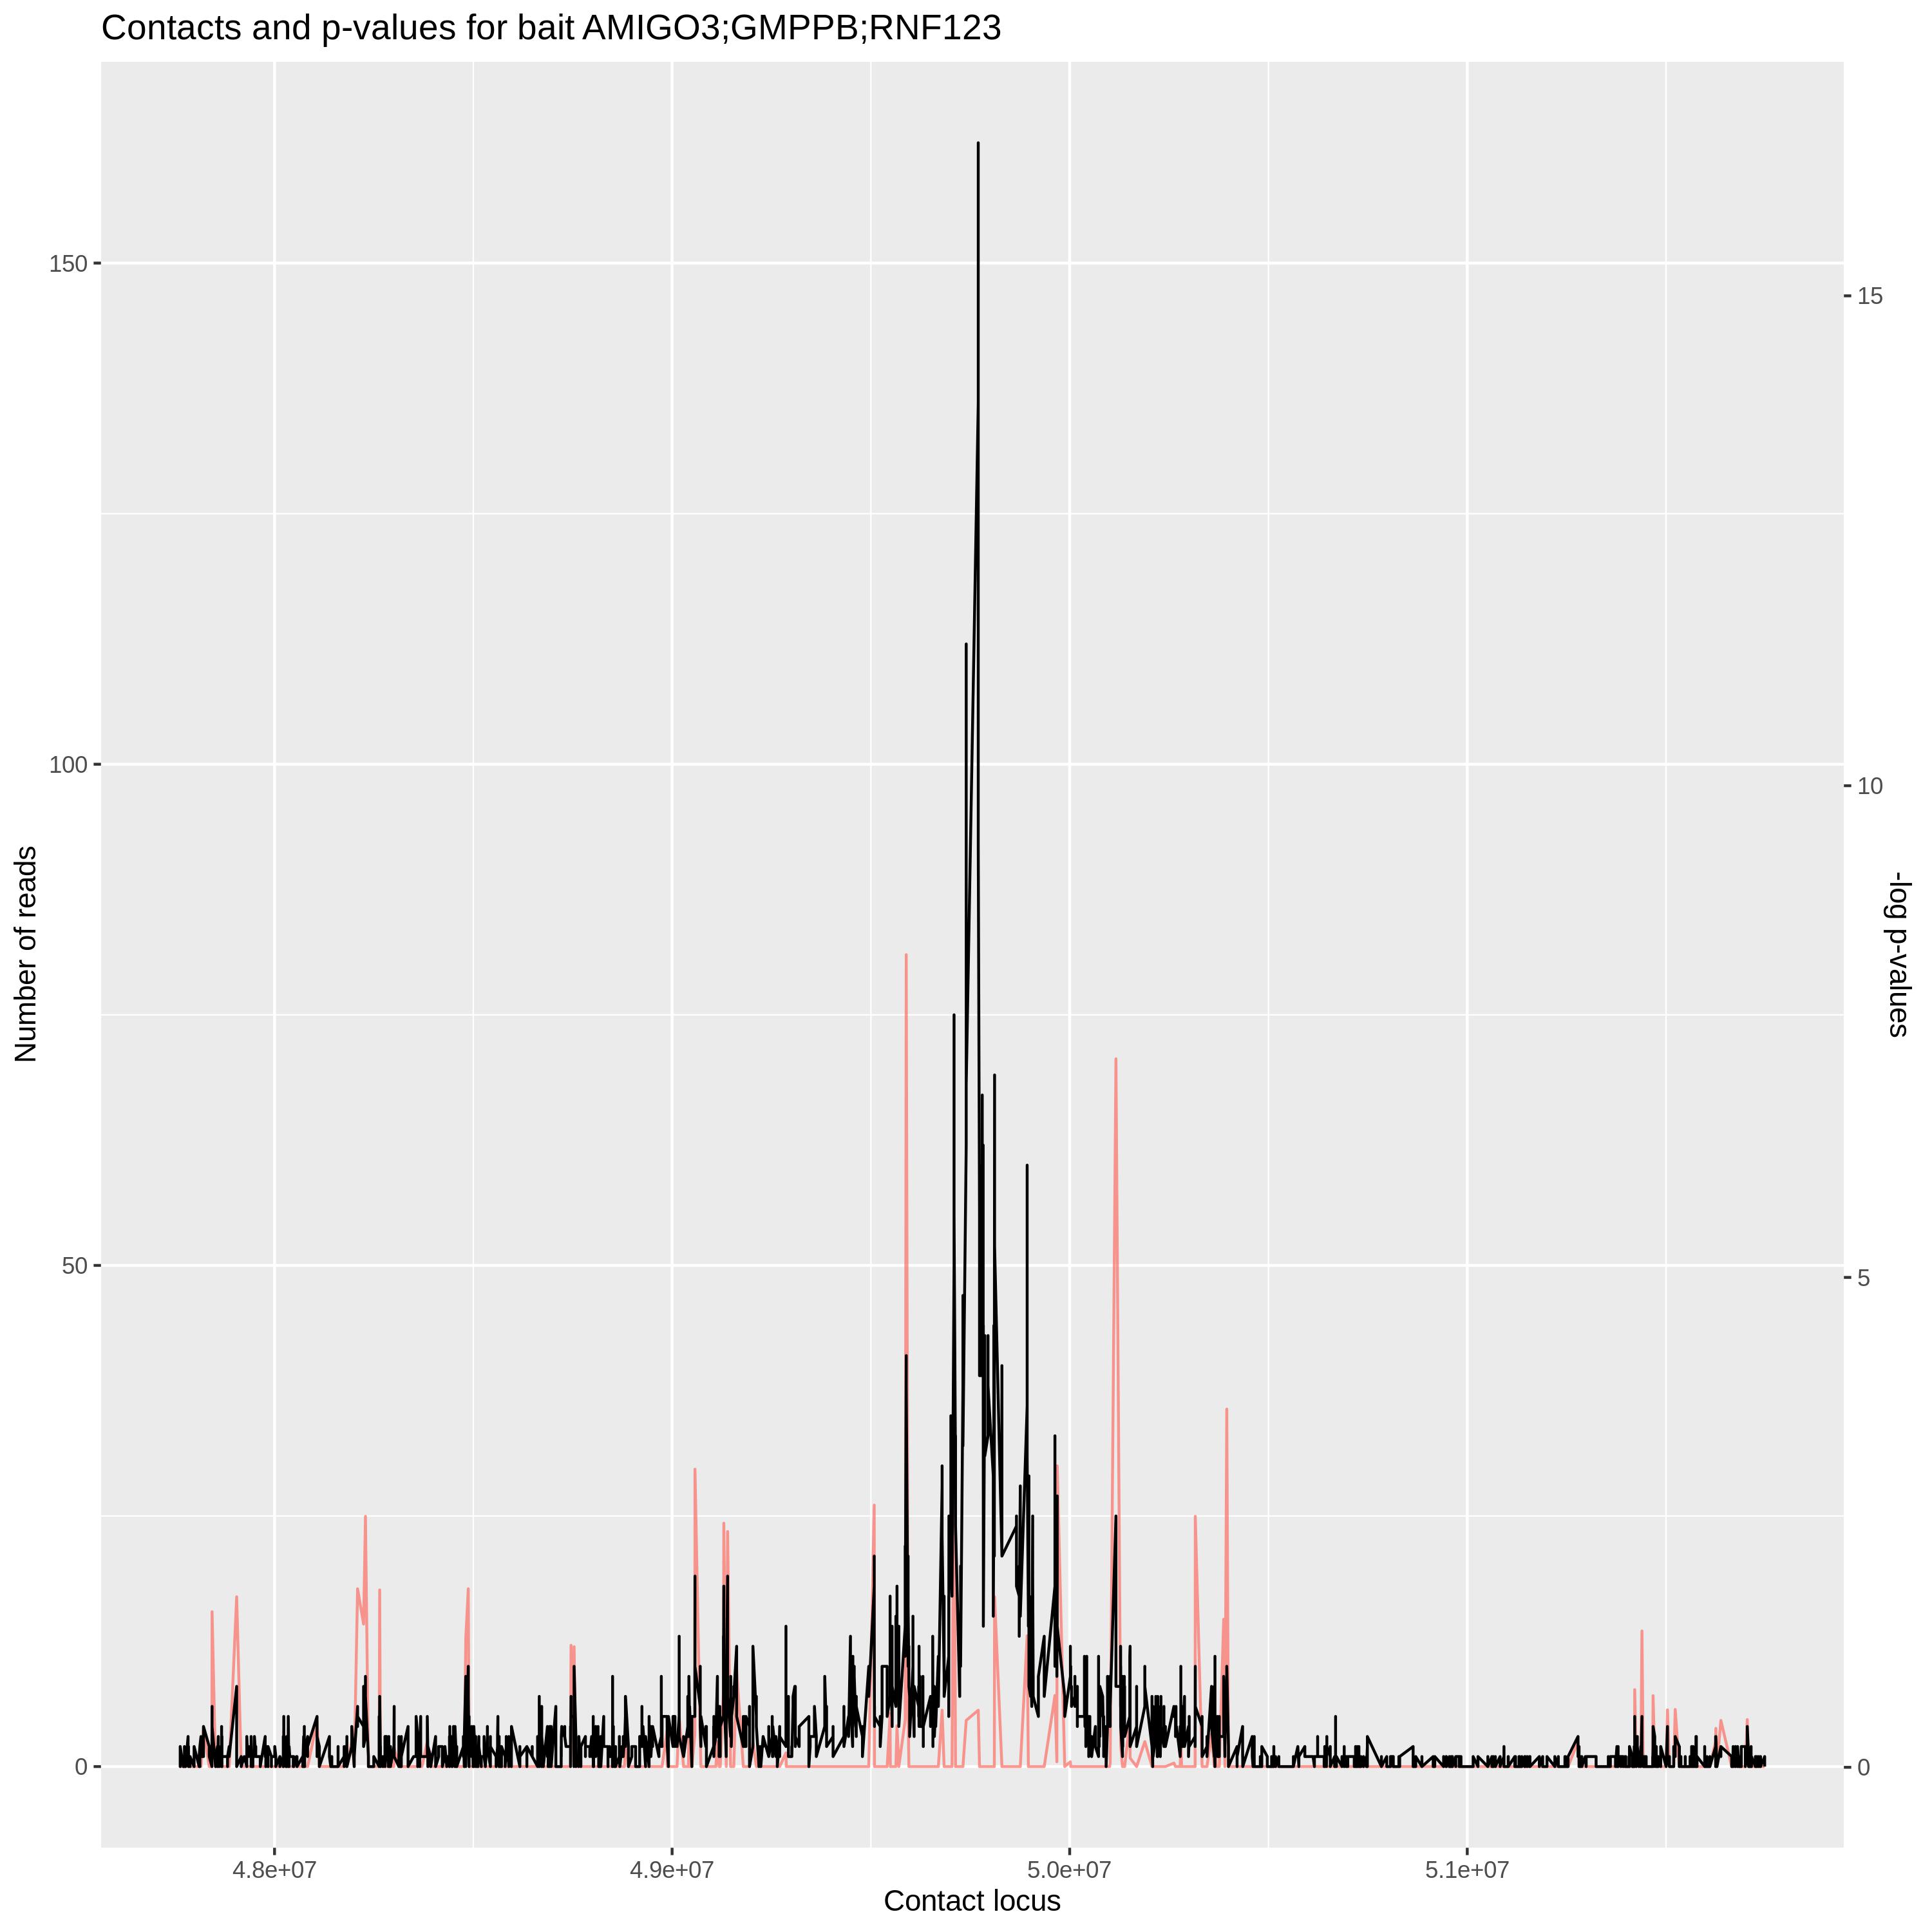 Contacts and p-values for bait AMIGO3;GMPPB;RNF123
150
100
50
0
Number of reads
15
10
5
0
-log p-values
4.8e+07
4.9e+07
5.0e+07
5.1e+07
Contact locus